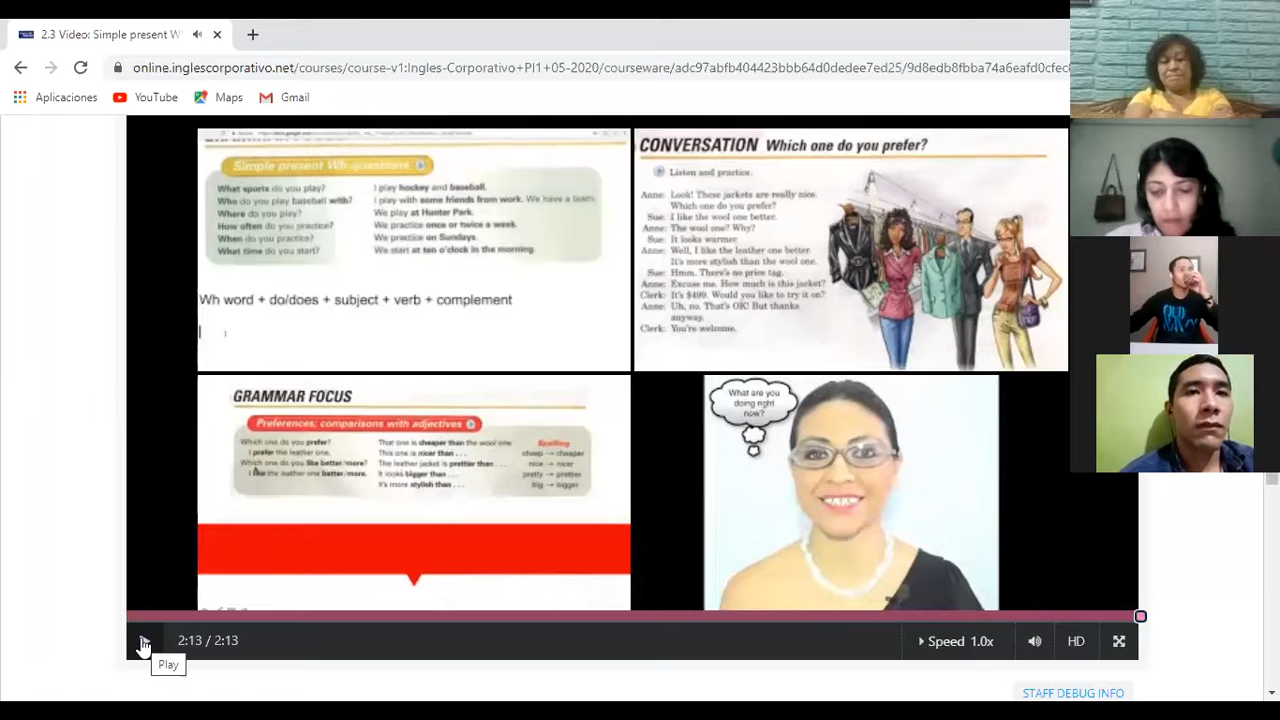 2.3 Video: Simple present W
online.inglescorporativo.net/courses/course-v1:Ingles-Corporativo+PI1+05-2020/courseware/adc97abfb404423bbb64d0dedee7ed25/9d8edb8fbba74a6eafd0cfec
Aplicaciones YouTube Maps Gmail
Simple present Wh-questions
What sports do you play? I play hockey and baseball.
Who do you play baseball with? I play with some friends from work. We have a team.
Where do you play? We play at Hunter Park.
How often do you practice? We practice once or twice a week.
When do you practice? We practice on Sundays.
What time do you start? We start at ten o'clock in the morning.
Wh word + do/does + subject + verb + complement
CONVERSATION Which one do you prefer?
Listen and practice.
Anne: Look! These jackets are really nice.
Which one do you prefer?
Sue: I like the wool one better.
Anne: The wool one? Why?
Sue: It looks warmer.
Anne: Well, I like the leather one better.
It's more stylish than the wool one.
Sue: Hmm. There's no price tag.
Anne: Excuse me. How much is this jacket?
Clerk: It's $499. Would you like to try it on?
Anne: Uh, no. That's OK! But thanks
anyway.
Clerk: You're welcome.
GRAMMAR FOCUS
Preferences; comparisons with adjectives
Which one do you prefer? That one is cheaper than the wool one Spelling
I prefer the leather one. This one is nicer than . . . cheap → cheaper
Which one do you like better/more? The leather jacket is prettier than . . . nice → nicer
I like the leather one better/more. It looks bigger than . . . pretty → prettier
It's more stylish than . . . big → bigger
What are you
doing right
now?
2:13 / 2:13
Speed 1.0x
HD
Play
STAFF DEBUG INFO